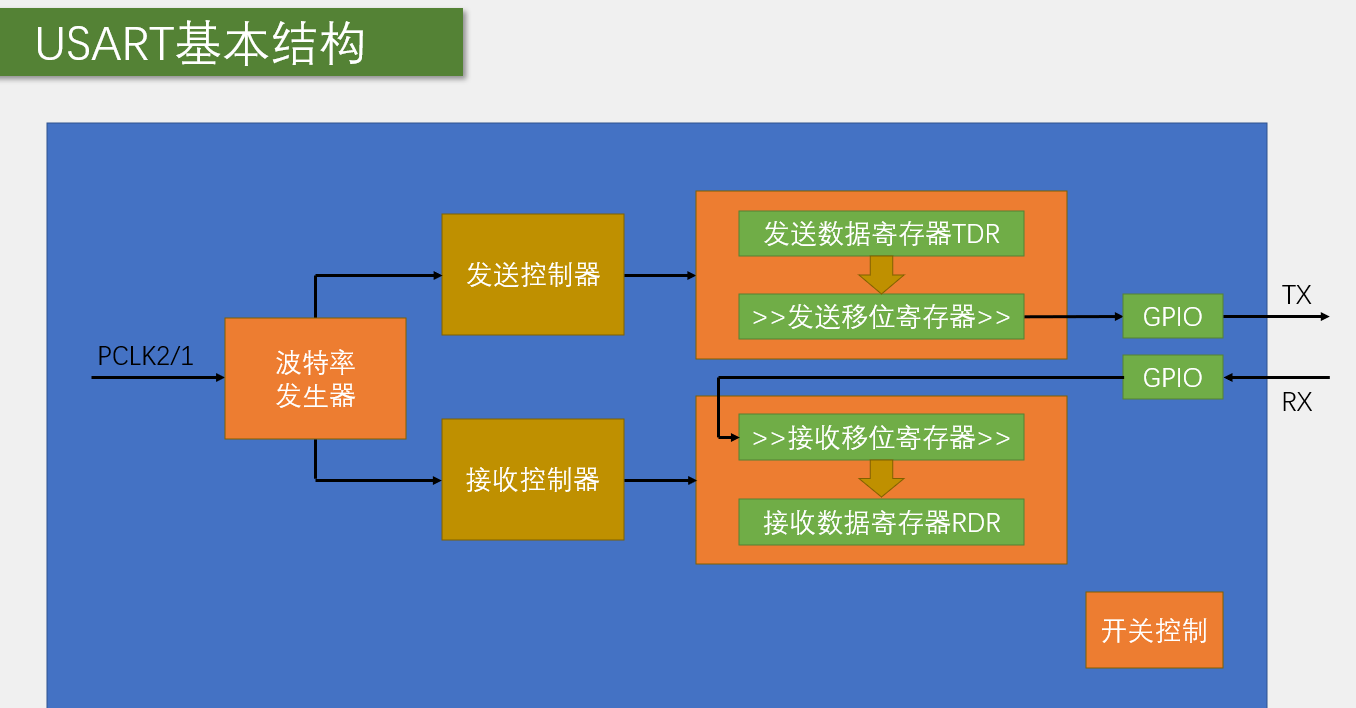 USART基本结构
PCLK2/1
波特率
发生器
发送控制器
接收控制器
发送数据寄存器TDR
>>发送移位寄存器>>
GPIO
TX
GPIO
RX
>>接收移位寄存器>>
接收数据寄存器RDR
开关控制